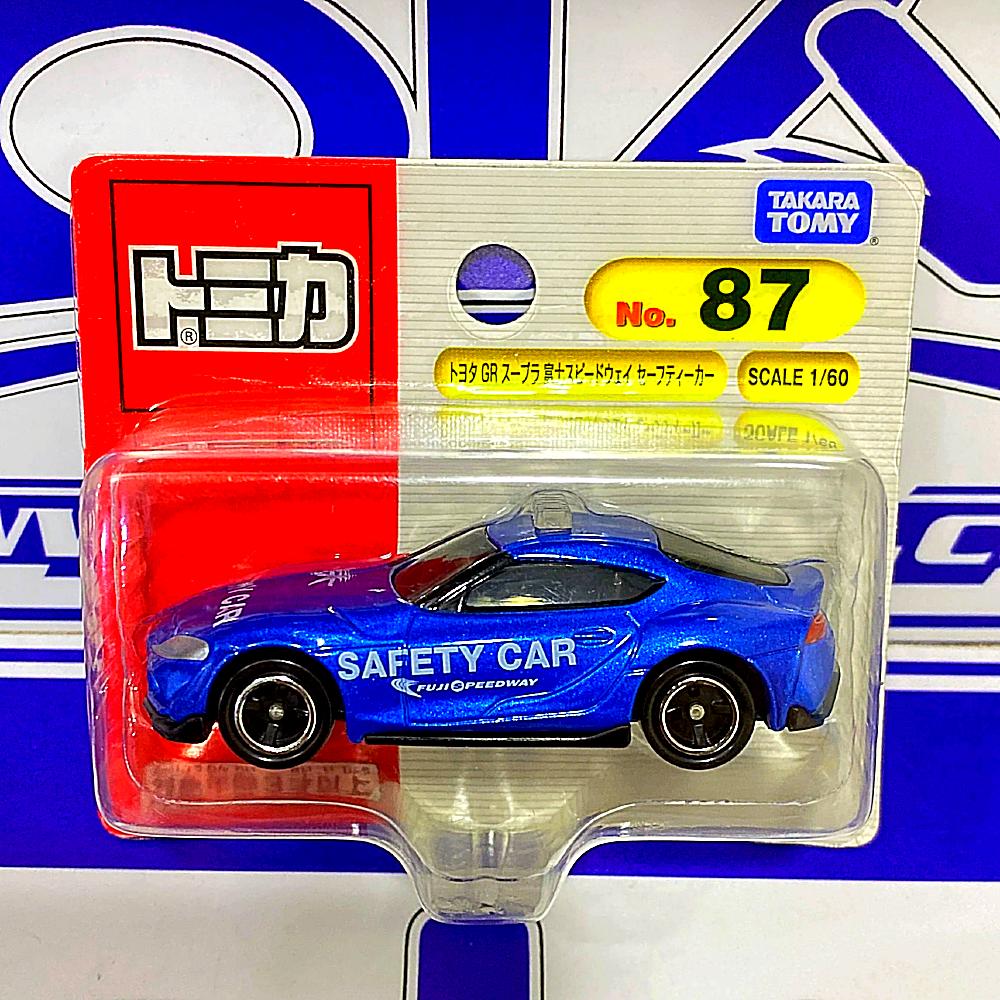 TAKARA
TOMY
®
トミカ
®
No. 87
トヨタ GR スープラ 富士スピードウェイ セーフティーカー
SCALE 1/60
SAFETY CAR
FUJI SPEEDWAY